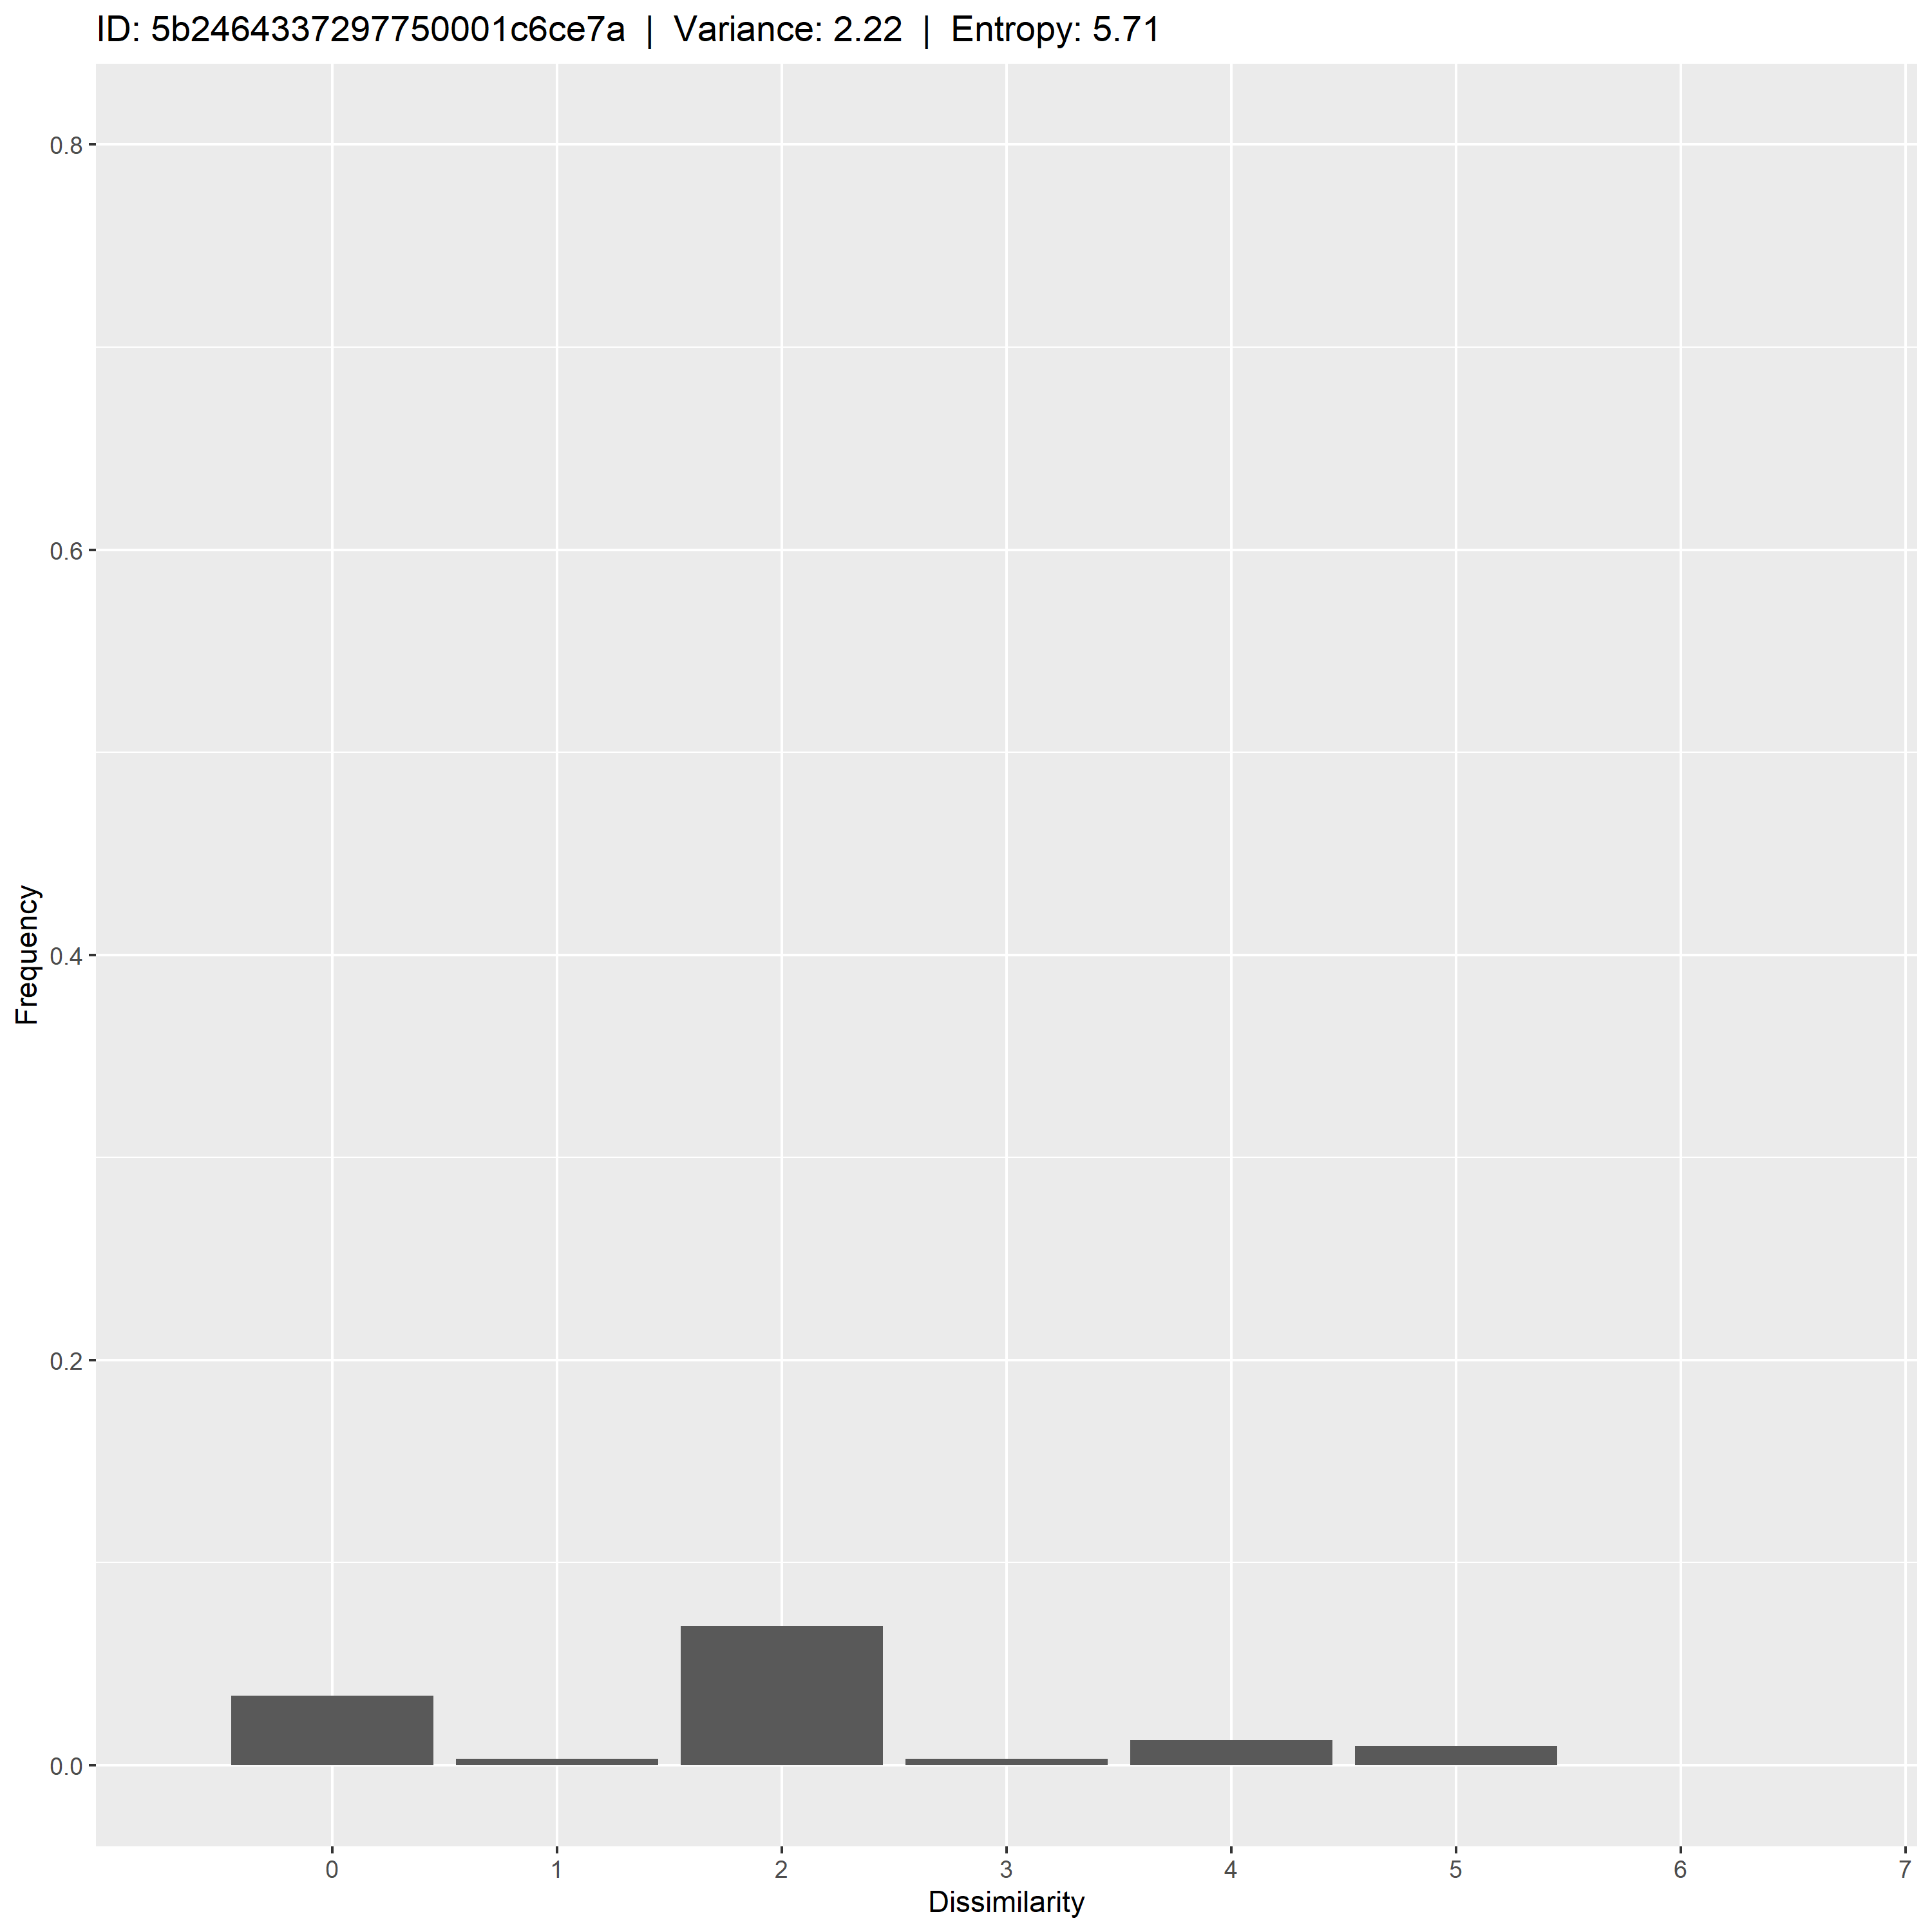 ID: 5b2464337297750001c6ce7a | Variance: 2.22 | Entropy: 5.71
0.8
0.6
0.4
0.2
0.0
Frequency
0 1 2 3 4 5 6 7
Dissimilarity